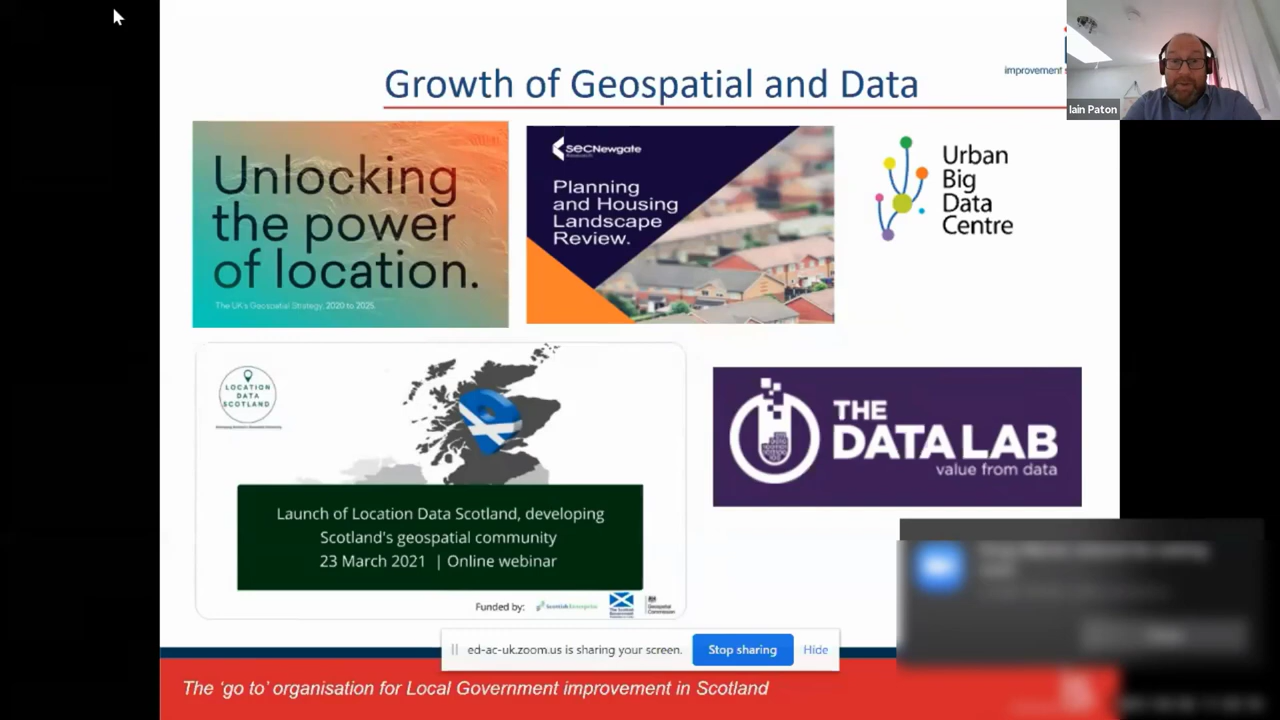 Growth of Geospatial and Data
improvement
Iain Paton
Unlocking
the power
of location.
The UK's Geospatial Strategy, 2020 to 2025.
SECNewgate
Planning
and Housing
Landscape
Review.
Urban
Big
Data
Centre
LOCATION
DATA
SCOTLAND
Launch of Location Data Scotland, developing
Scotland's geospatial community
23 March 2021 | Online webinar
Funded by:
Scottish Enterprise
Geospatial
Commission
THE
DATA LAB
value from data
ed-ac-uk.zoom.us is sharing your screen.
Stop sharing
Hide
The 'go to' organisation for Local Government improvement in Scotland